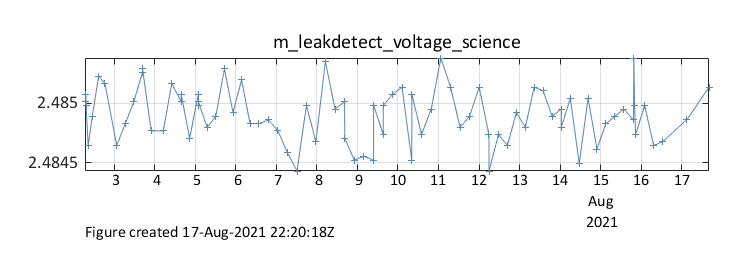 m_leakdetect_voltage_science
2.485
2.4845
3 4 5 6 7 8 9 10 11 12 13 14 15 16 17
Aug
2021
Figure created 17-Aug-2021 22:20:18Z